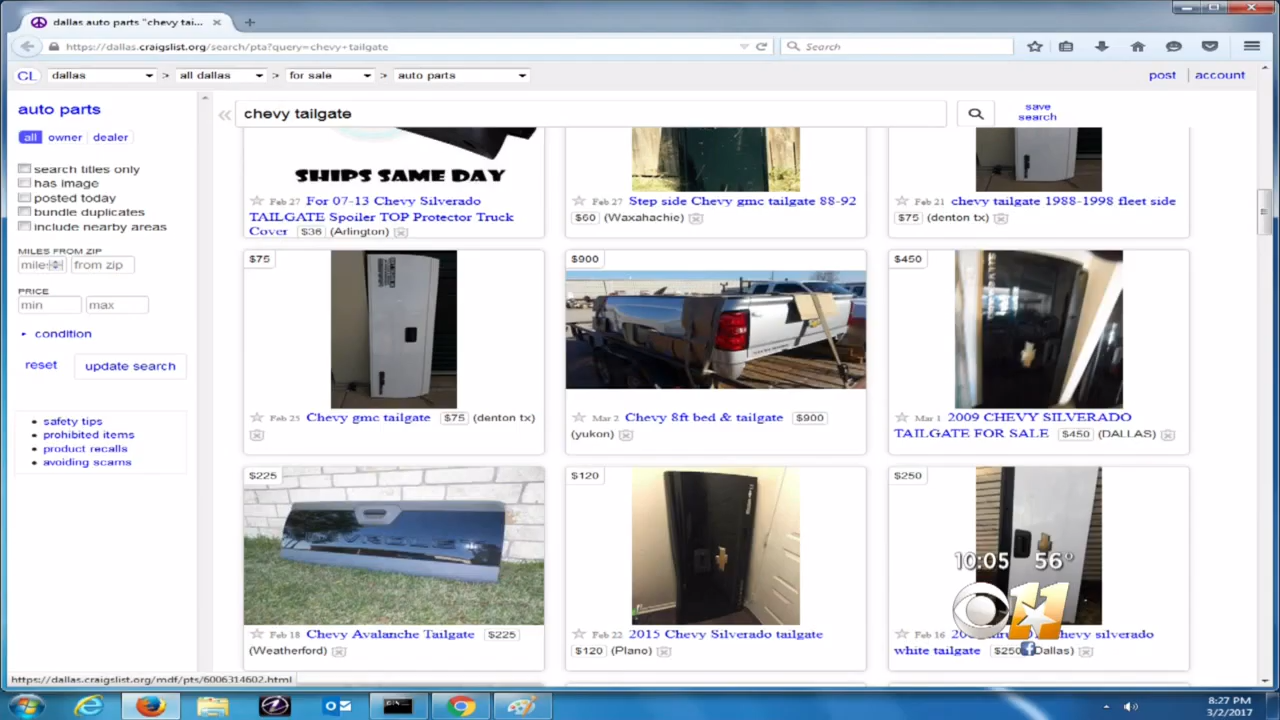 dallas auto parts "chevy tai...
https://dallas.craigslist.org/search/pta?query=chevy+tailgate
Search
CL
dallas
>
all dallas
>
for sale
>
auto parts
post
account
auto parts
chevy tailgate
save
search
all owner dealer
search titles only
has image
posted today
bundle duplicates
include nearby areas
MILES FROM ZIP
miles
from zip
PRICE
min
max
condition
reset
update search
safety tips
prohibited items
product recalls
avoiding scams
SHIPS SAME DAY
Feb 27 For 07-13 Chevy Silverado
TAILGATE Spoiler TOP Protector Truck
Cover $36 (Arlington)
Feb 27 Step side Chevy gmc tailgate 88-92
$60 (Waxahachie)
Feb 21 chevy tailgate 1988-1998 fleet side
$75 (denton tx)
$75
Feb 25 Chevy gmc tailgate $75 (denton tx)
$900
Mar 2 Chevy 8ft bed & tailgate $900
(yukon)
$450
Mar 1 2009 CHEVY SILVERADO
TAILGATE FOR SALE $450 (DALLAS)
$225
Feb 18 Chevy Avalanche Tailgate $225
(Weatherford)
$120
Feb 22 2015 Chevy Silverado tailgate
$120 (Plano)
$250
Feb 16 Chevy silverado
white tailgate $250 Dallas)
10:05 56°
11
https://dallas.craigslist.org/mdf/pts/6006314602.html
8:27 PM
3/2/2017